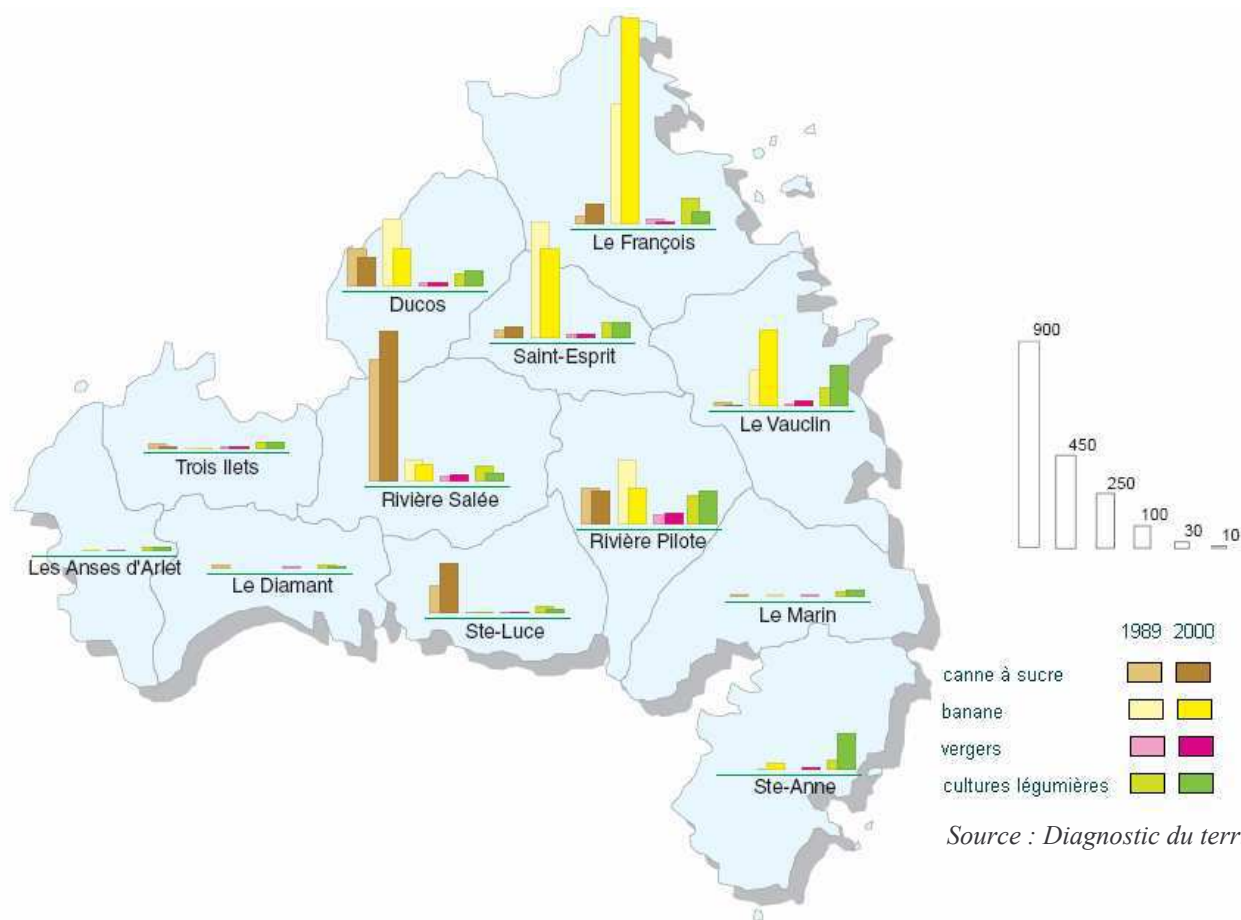 Le François
Ducos
Saint-Esprit
900
Le Vauclin
450
Trois Ilets
Rivière Salée
250
100
30
10
Rivière Pilote
Les Anses d'Arlet
Le Diamant
Ste-Luce
Le Marin
1989 2000
canne à sucre
banane
vergers
cultures légumières
Ste-Anne
Source : Diagnostic du terr